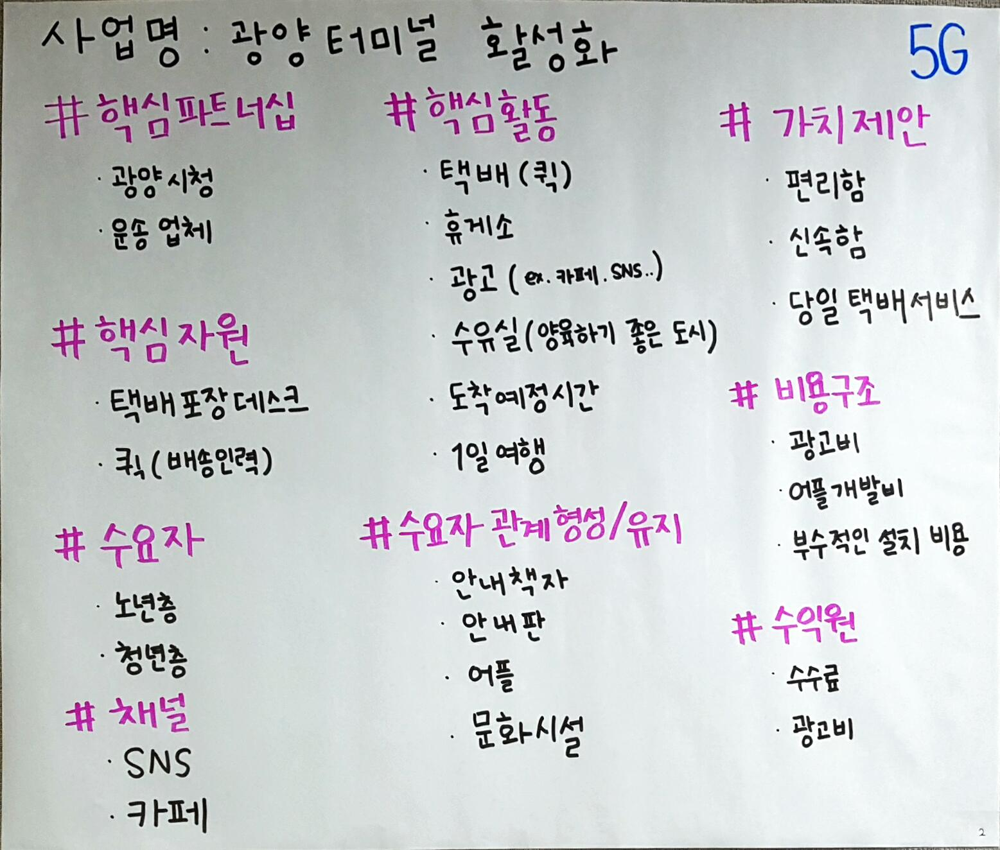 사업명 : 광양 터미널 활성화
5G
# 핵심파트너십
· 광양시청
· 운송 업체
# 핵심자원
· 택배 포장 데스크
· 퀵 (배송인력)
# 수요자
· 노년층
· 청년층
# 채널
· SNS
· 카페
# 핵심활동
· 택배 (퀵)
· 휴게소
· 광고 (ex. 카페. SNS..)
· 수유실 (양육하기 좋은 도시)
· 도착예정시간
· 1일 여행
# 수요자 관계형성/유지
· 안내책자
· 안내판
· 어플
· 문화시설
# 가치제안
· 편리함
· 신속함
· 당일 택배서비스
# 비용구조
· 광고비
· 어플개발비
· 부수적인 설치 비용
# 수익원
· 수수료
· 광고비
2